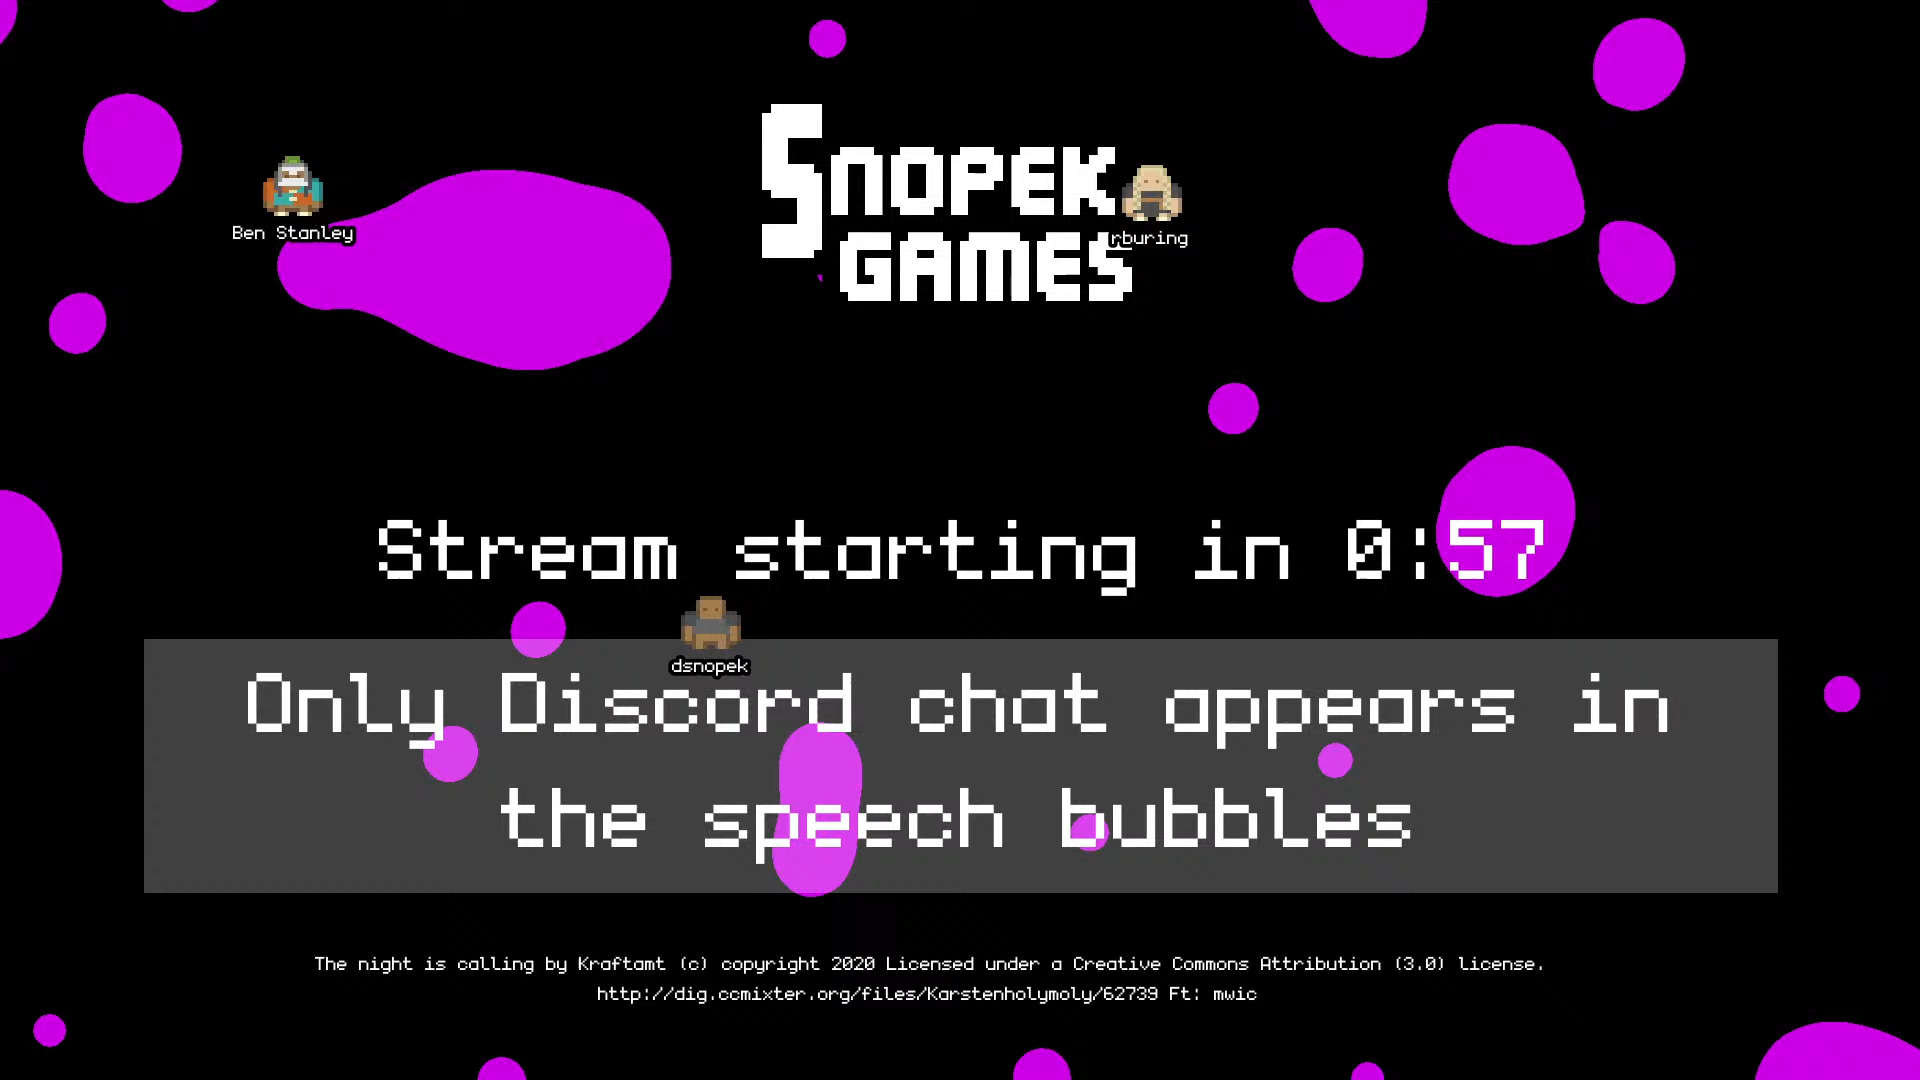 SNOPEK
GAMES
Ben Stanley
rburing
Stream starting in 0:57
dsnopek
Only Discord chat appears in
the speech bubbles
The night is calling by Kraftamt (c) copyright 2020 Licensed under a Creative Commons Attribution (3.0) license.
http://dig.ccmixter.org/files/Karstenholymoly/62739 Ft: mwic